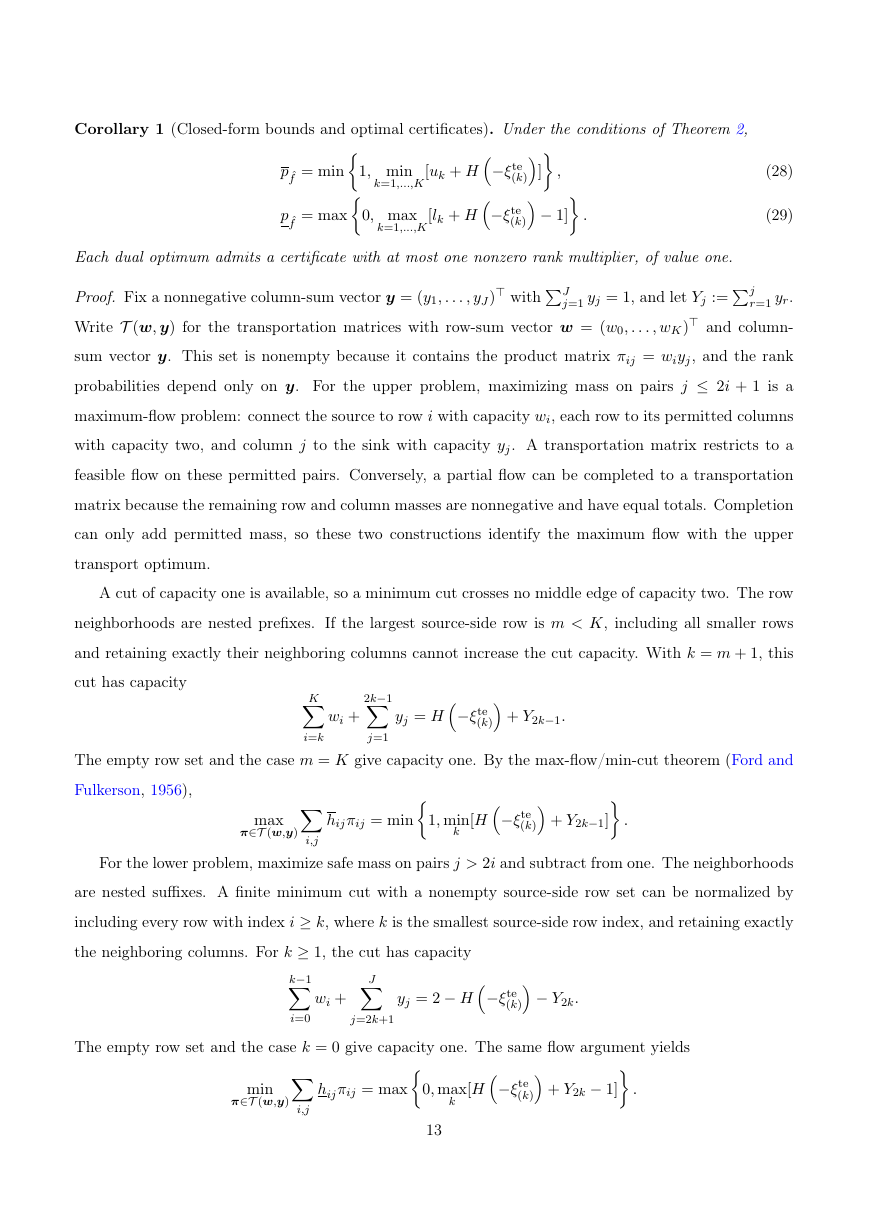 Corollary 1 (Closed-form bounds and optimal certificates). Under the conditions of Theorem 2,
p̅_f̂ = min { 1, min_{k=1,...,K} [u_k + H(−ξ^te_(k))] } , (28)
p̲_f̂ = max { 0, max_{k=1,...,K} [l_k + H(−ξ^te_(k)) − 1] } . (29)
Each dual optimum admits a certificate with at most one nonzero rank multiplier, of value one.
Proof. Fix a nonnegative column-sum vector y = (y_1, . . . , y_J)^⊤ with ∑_{j=1}^{J} y_j = 1, and let Y_j := ∑_{r=1}^{j} y_r.
Write 𝒯(w, y) for the transportation matrices with row-sum vector w = (w_0, . . . , w_K)^⊤ and column-
sum vector y. This set is nonempty because it contains the product matrix π_ij = w_i y_j, and the rank
probabilities depend only on y. For the upper problem, maximizing mass on pairs j ≤ 2i + 1 is a
maximum-flow problem: connect the source to row i with capacity w_i, each row to its permitted columns
with capacity two, and column j to the sink with capacity y_j. A transportation matrix restricts to a
feasible flow on these permitted pairs. Conversely, a partial flow can be completed to a transportation
matrix because the remaining row and column masses are nonnegative and have equal totals. Completion
can only add permitted mass, so these two constructions identify the maximum flow with the upper
transport optimum.
A cut of capacity one is available, so a minimum cut crosses no middle edge of capacity two. The row
neighborhoods are nested prefixes. If the largest source-side row is m < K, including all smaller rows
and retaining exactly their neighboring columns cannot increase the cut capacity. With k = m + 1, this
cut has capacity
∑_{i=k}^{K} w_i + ∑_{j=1}^{2k−1} y_j = H(−ξ^te_(k)) + Y_{2k−1}.
The empty row set and the case m = K give capacity one. By the max-flow/min-cut theorem (Ford and
Fulkerson, 1956),
max_{π∈𝒯(w,y)} ∑_{i,j} h̅_ij π_ij = min { 1, min_k [H(−ξ^te_(k)) + Y_{2k−1}] } .
For the lower problem, maximize safe mass on pairs j > 2i and subtract from one. The neighborhoods
are nested suffixes. A finite minimum cut with a nonempty source-side row set can be normalized by
including every row with index i ≥ k, where k is the smallest source-side row index, and retaining exactly
the neighboring columns. For k ≥ 1, the cut has capacity
∑_{i=0}^{k−1} w_i + ∑_{j=2k+1}^{J} y_j = 2 − H(−ξ^te_(k)) − Y_{2k}.
The empty row set and the case k = 0 give capacity one. The same flow argument yields
min_{π∈𝒯(w,y)} ∑_{i,j} h̲_ij π_ij = max { 0, max_k [H(−ξ^te_(k)) + Y_{2k} − 1] } .
13